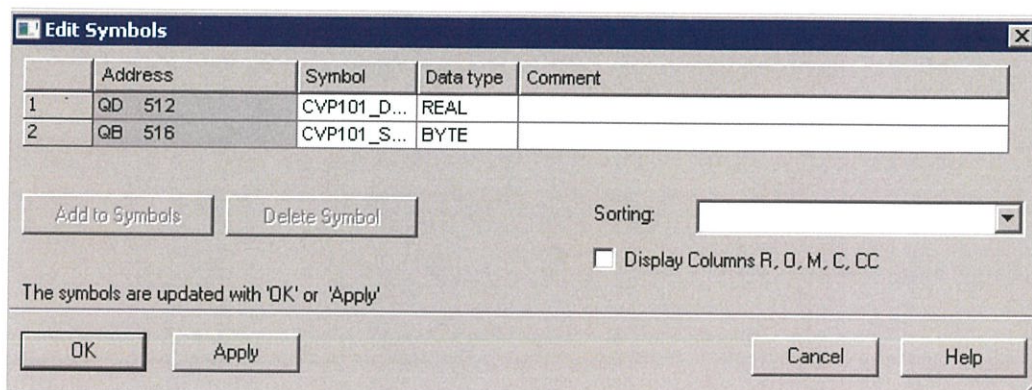 Edit Symbols
Address Symbol Data type Comment
1 QD 512 CVP101_D... REAL
2 QB 516 CVP101_S... BYTE
Add to Symbols Delete Symbol Sorting:
Display Columns R, O, M, C, CC
The symbols are updated with 'OK' or 'Apply'
OK Apply Cancel Help